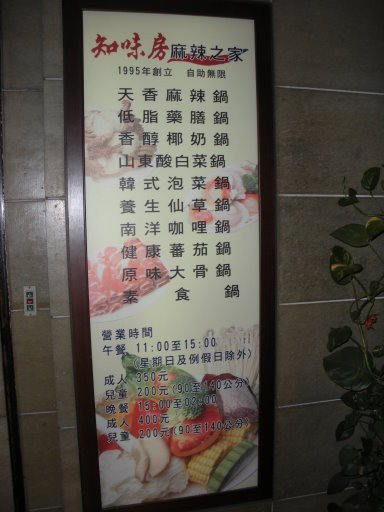 知味房麻辣之家
1995年創立 自助無限
天香麻辣鍋
低脂藥膳鍋
香醇椰奶鍋
山東酸白菜鍋
韓式泡菜鍋
養生仙草鍋
南洋咖哩鍋
健康蕃茄鍋
原味大骨鍋
素食鍋
營業時間
午餐 11:00至15:00
(星期日及例假日除外)
成人 350元
兒童 200元(90至140公分)
晚餐 15:00至02:00
成人 400元
兒童 200元(90至140公分)